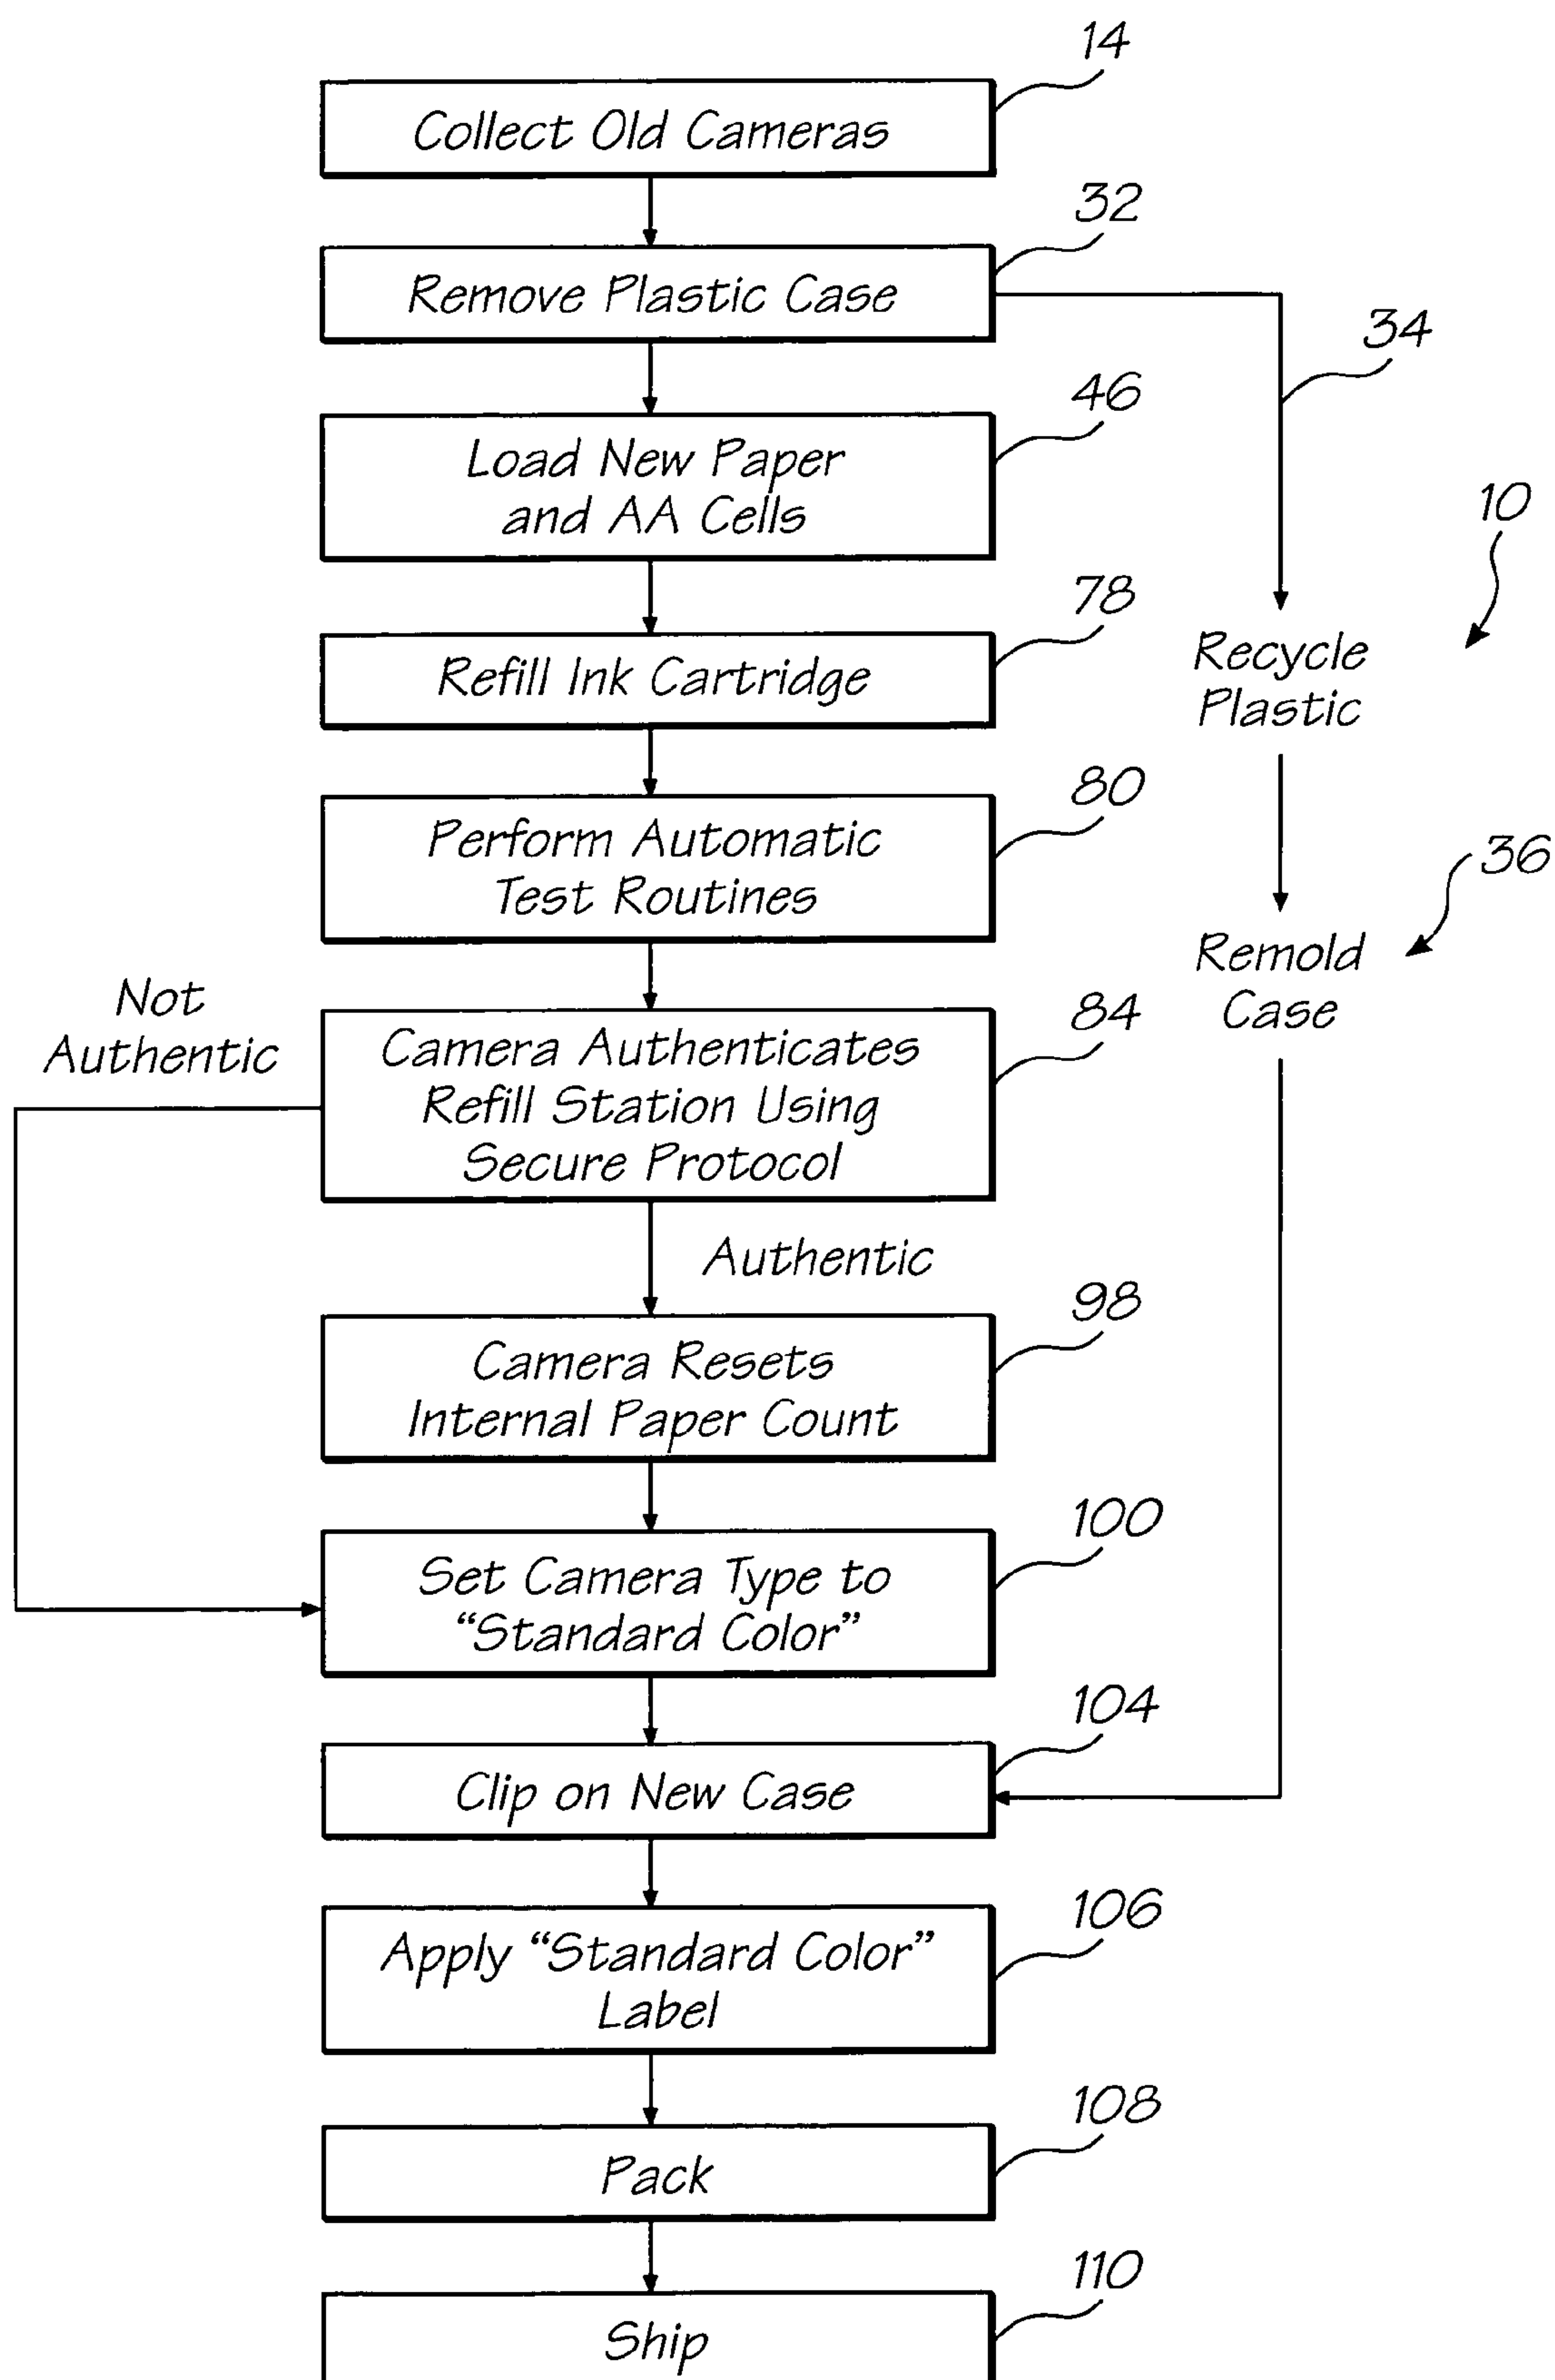 14
Collect Old Cameras
32
Remove Plastic Case
34
46
Load New Paper
and AA Cells
10
78
Refill Ink Cartridge
Recycle
Plastic
80
Perform Automatic
Test Routines
36
Remold
Case
Not
Authentic
84
Camera Authenticates
Refill Station Using
Secure Protocol
Authentic
98
Camera Resets
Internal Paper Count
100
Set Camera Type to
“Standard Color”
104
Clip on New Case
106
Apply “Standard Color”
Label
108
Pack
110
Ship